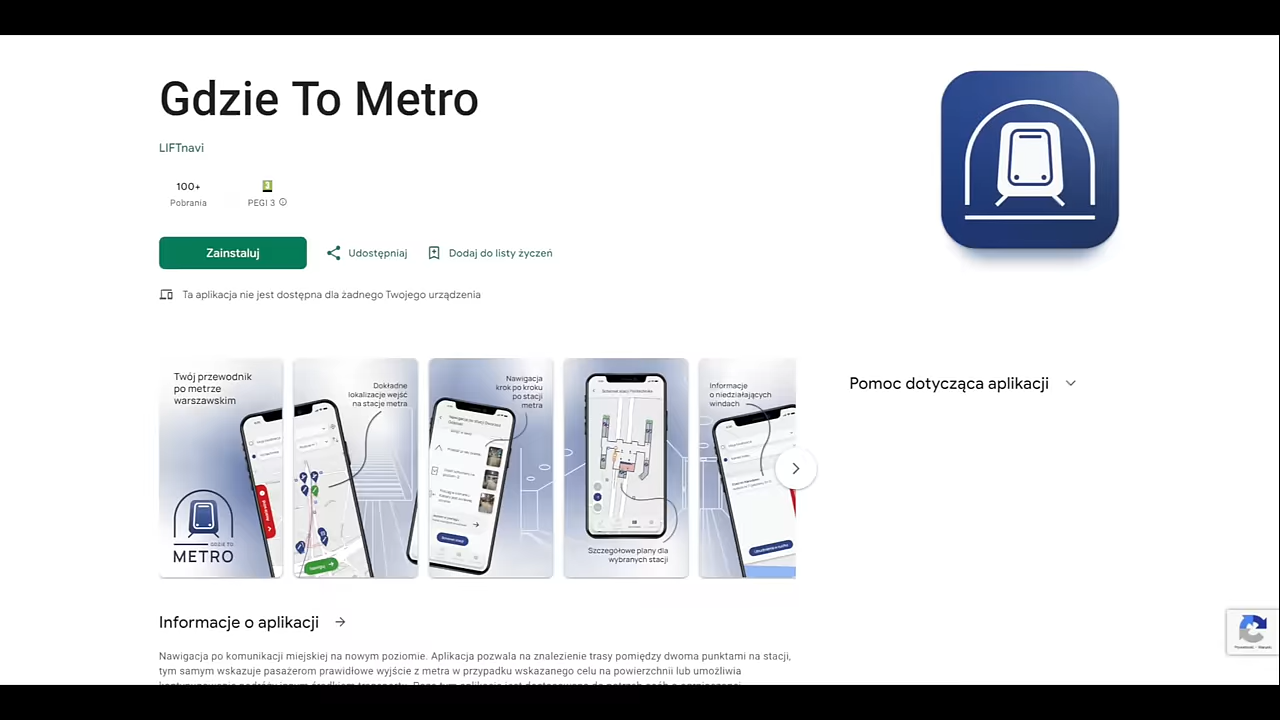 Gdzie To Metro
LIFTnavi
100+
Pobrania
3
PEGI 3
Zainstaluj
Udostępniaj
Dodaj do listy życzeń
Ta aplikacja nie jest dostępna dla żadnego Twojego urządzenia
Twój przewodnik
po metrze
warszawskim
GDZIE TO
METRO
Dokładne
lokalizacje wejść
na stacje metra
Nawiguj
Nawigacja
krok po kroku
po stacji
metra
Szczegółowe plany dla
wybranych stacji
Informacje
o niedziałających
windach
Pomoc dotycząca aplikacji
Informacje o aplikacji
Nawigacja po komunikacji miejskiej na nowym poziomie. Aplikacja pozwala na znalezienie trasy pomiędzy dwoma punktami na stacji,
tym samym wskazuje pasażerom prawidłowe wyjście z metra w przypadku wskazanego celu na powierzchni lub umożliwia